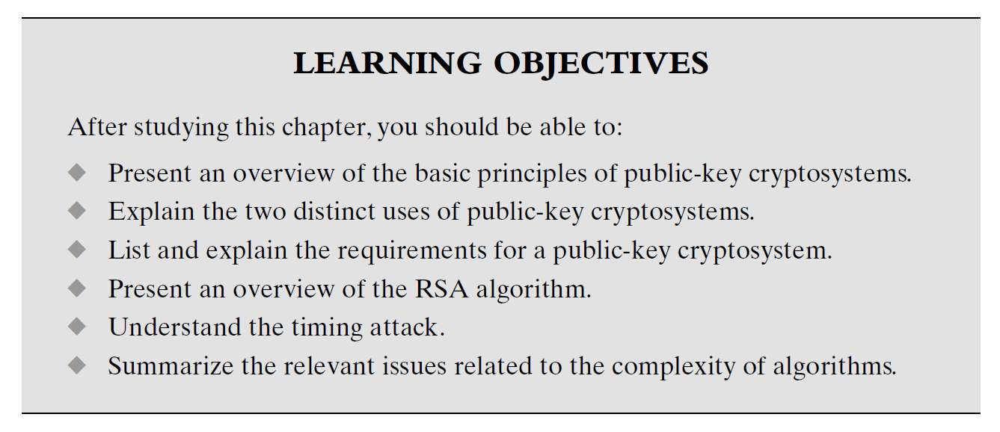 LEARNING OBJECTIVES
After studying this chapter, you should be able to:
◆ Present an overview of the basic principles of public-key cryptosystems.
◆ Explain the two distinct uses of public-key cryptosystems.
◆ List and explain the requirements for a public-key cryptosystem.
◆ Present an overview of the RSA algorithm.
◆ Understand the timing attack.
◆ Summarize the relevant issues related to the complexity of algorithms.